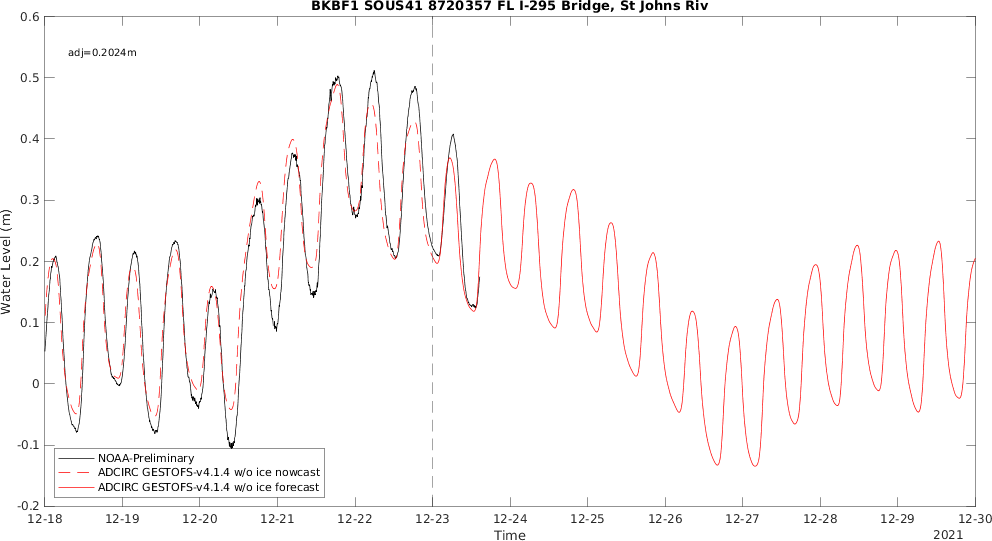 BKBF1 SOUS41 8720357 FL I-295 Bridge, St Johns Riv
adj=0.2024m
Water Level (m)
0.6
0.5
0.4
0.3
0.2
0.1
0
-0.1
-0.2
NOAA-Preliminary
ADCIRC GESTOFS-v4.1.4 w/o ice nowcast
ADCIRC GESTOFS-v4.1.4 w/o ice forecast
12-18 12-19 12-20 12-21 12-22 12-23 12-24 12-25 12-26 12-27 12-28 12-29 12-30
Time
2021